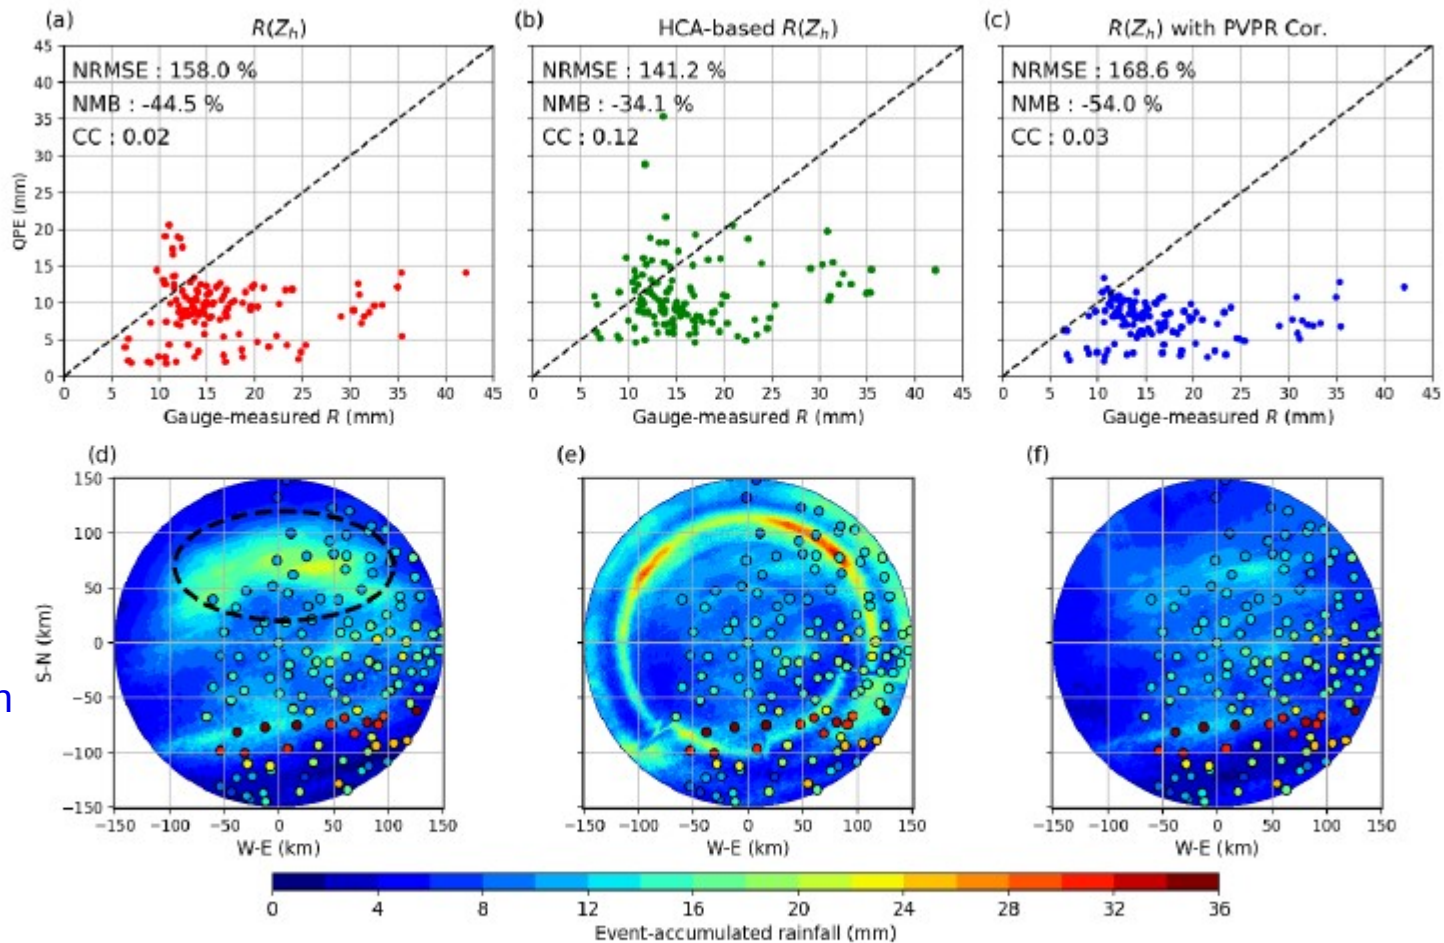 (a) R(Zh)
NRMSE : 158.0 %
NMB : -44.5 %
CC : 0.02
45
40
35
30
25
20
15
10
5
0
QPE (mm)
0 5 10 15 20 25 30 35 40 45
Gauge-measured R (mm)
(b) HCA-based R(Zh)
NRMSE : 141.2 %
NMB : -34.1 %
CC : 0.12
0 5 10 15 20 25 30 35 40 45
Gauge-measured R (mm)
(c) R(Zh) with PVPR Cor.
NRMSE : 168.6 %
NMB : -54.0 %
CC : 0.03
0 5 10 15 20 25 30 35 40 45
Gauge-measured R (mm)
(d)
150
100
50
0
−50
−100
−150
S-N (km)
−150 −100 −50 0 50 100 150
W-E (km)
(e)
−150 −100 −50 0 50 100 150
W-E (km)
(f)
−150 −100 −50 0 50 100 150
W-E (km)
0 4 8 12 16 20 24 28 32 36
Event-accumulated rainfall (mm)